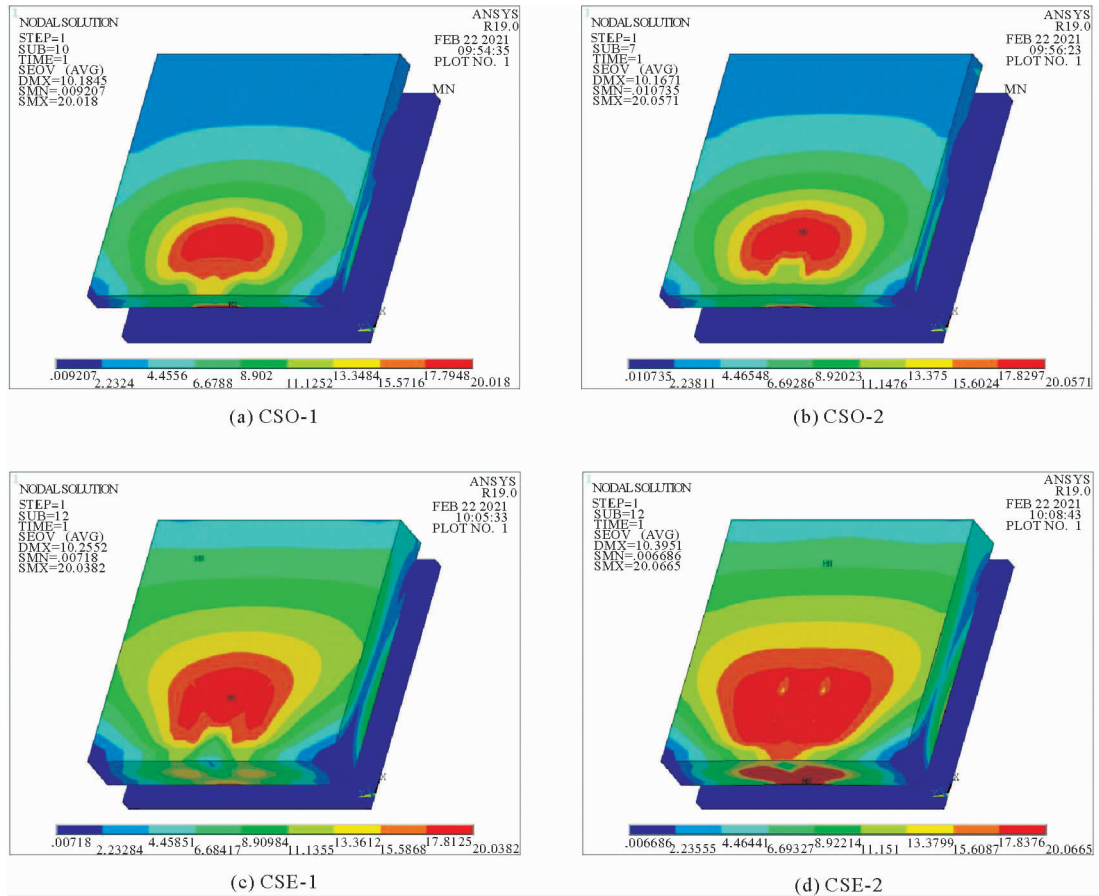 1
NODAL SOLUTION
STEP=1
SUB=10
TIME=1
SEOV (AVG)
DMX=10.1845
SMN=.009207
SMX=20.018
ANSYS
R19.0
FEB 22 2021
09:54:35
PLOT NO. 1
MN
.009207 2.2324 4.4556 6.6788 8.902 11.1252 13.3484 15.5716 17.7948 20.018
(a) CSO-1
1
NODAL SOLUTION
STEP=1
SUB=7
TIME=1
SEOV (AVG)
DMX=10.1671
SMN=.010735
SMX=20.0571
ANSYS
R19.0
FEB 22 2021
09:56:23
PLOT NO. 1
MN
.010735 2.23811 4.46548 6.69286 8.92023 11.1476 13.375 15.6024 17.8297 20.0571
(b) CSO-2
1
NODAL SOLUTION
STEP=1
SUB=12
TIME=1
SEOV (AVG)
DMX=10.2552
SMN=.00718
SMX=20.0382
ANSYS
R19.0
FEB 22 2021
10:05:33
PLOT NO. 1
.00718 2.23284 4.45851 6.68417 8.90984 11.1355 13.3612 15.5868 17.8125 20.0382
(c) CSE-1
1
NODAL SOLUTION
STEP=1
SUB=12
TIME=1
SEOV (AVG)
DMX=10.3951
SMN=.006686
SMX=20.0665
ANSYS
R19.0
FEB 22 2021
10:08:43
PLOT NO. 1
.006686 2.23555 4.46441 6.69327 8.92214 11.151 13.3799 15.6087 17.8376 20.0665
(d) CSE-2